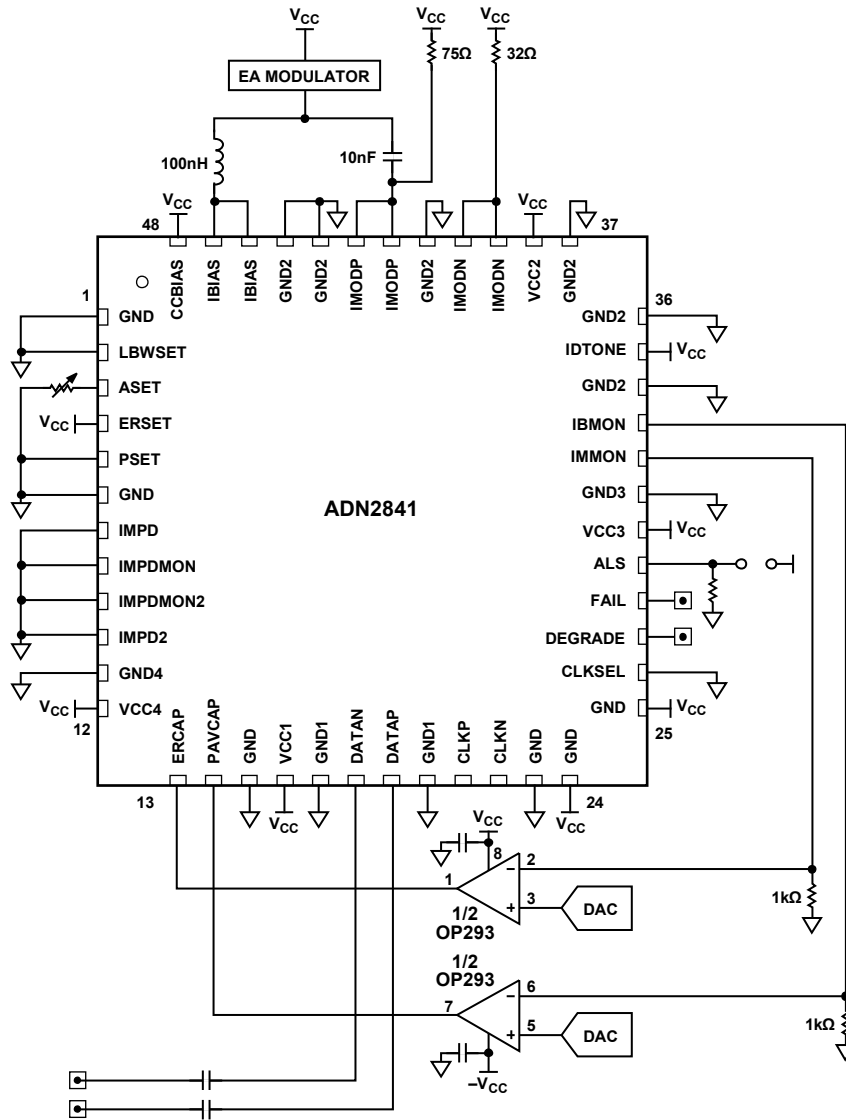 VCC VCC VCC
75Ω 32Ω
EA MODULATOR
100nH 10nF
VCC VCC
48 37
CCBIAS IBIAS IBIAS GND2 GND2 IMODP IMODP GND2 IMODN IMODN VCC2 GND2
1 36
GND GND2
LBWSET IDTONE VCC
ASET GND2
VCC ERSET IBMON
PSET IMMON
GND ADN2841 GND3
IMPD VCC3 VCC
IMPDMON ALS
IMPDMON2 FAIL
IMPD2 DEGRADE
GND4 CLKSEL
VCC VCC4 GND VCC
12 25
ERCAP PAVCAP GND VCC1 GND1 DATAN DATAP GND1 CLKP CLKN GND GND
13 24
VCC VCC
VCC
8
1 – 2
+ 3 DAC
1kΩ
1/2
OP293
1/2
OP293
7 – 6
+ 5 DAC
1kΩ
–VCC